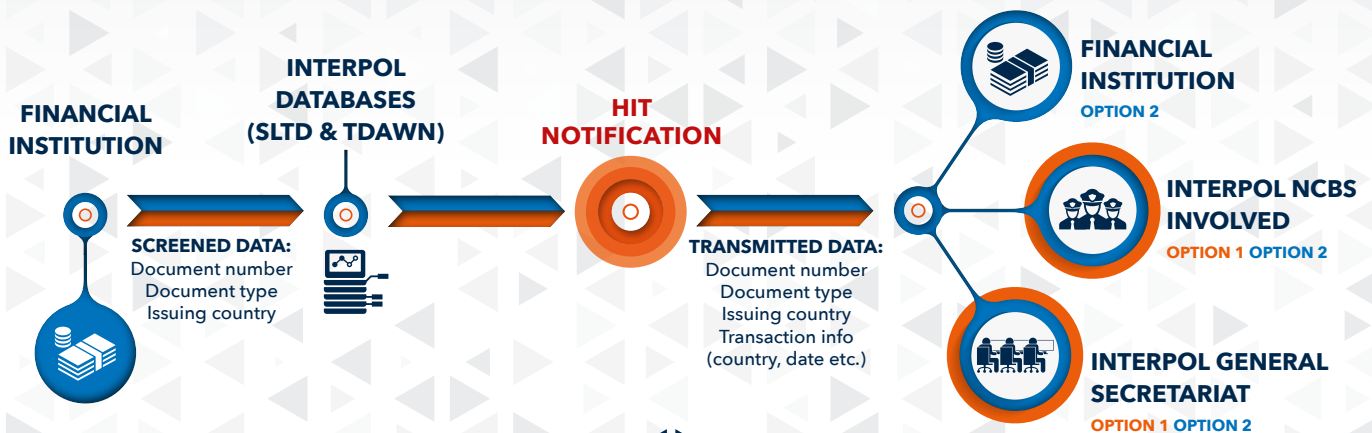 FINANCIAL
INSTITUTION
INTERPOL
DATABASES
(SLTD & TDAWN)
HIT
NOTIFICATION
SCREENED DATA:
Document number
Document type
Issuing country
TRANSMITTED DATA:
Document number
Document type
Issuing country
Transaction info
(country, date etc.)
FINANCIAL
INSTITUTION
OPTION 2
INTERPOL NCBS
INVOLVED
OPTION 1 OPTION 2
INTERPOL GENERAL
SECRETARIAT
OPTION 1 OPTION 2